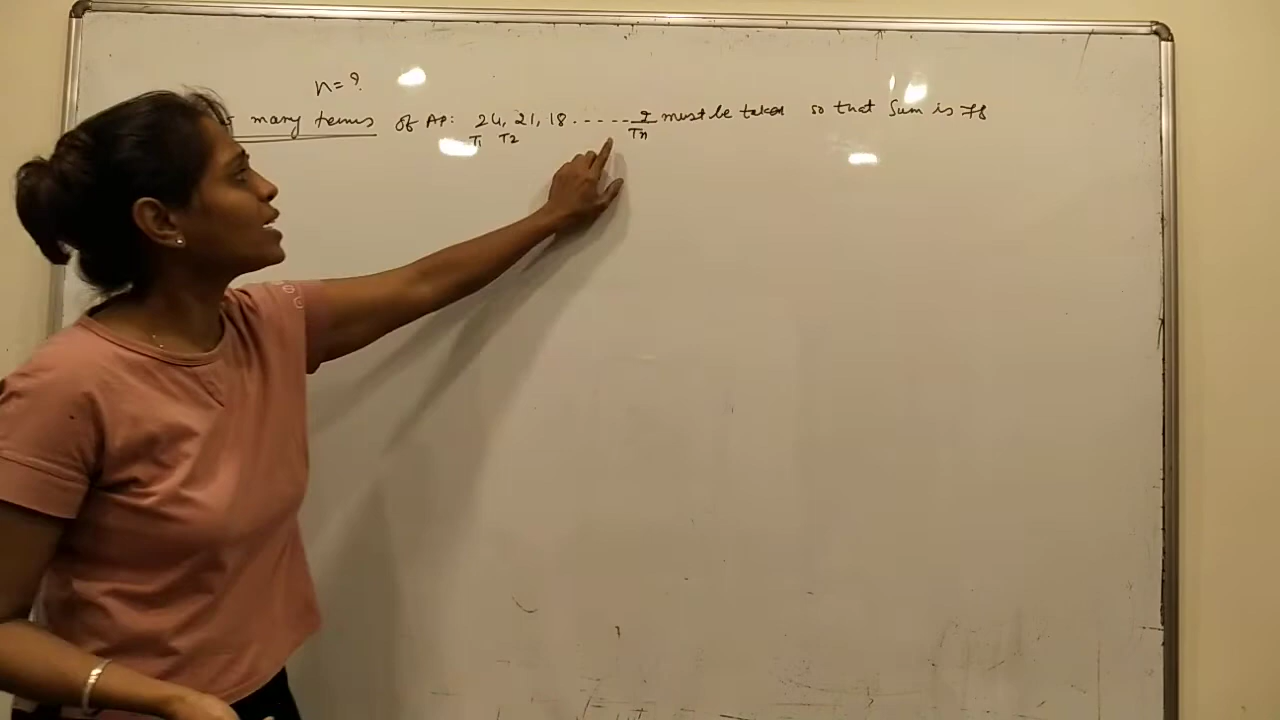 n = ?
many terms of AP: 24, 21, 18 . - - - - - ? must be taken so that Sum is 78
T1 T2 Tn